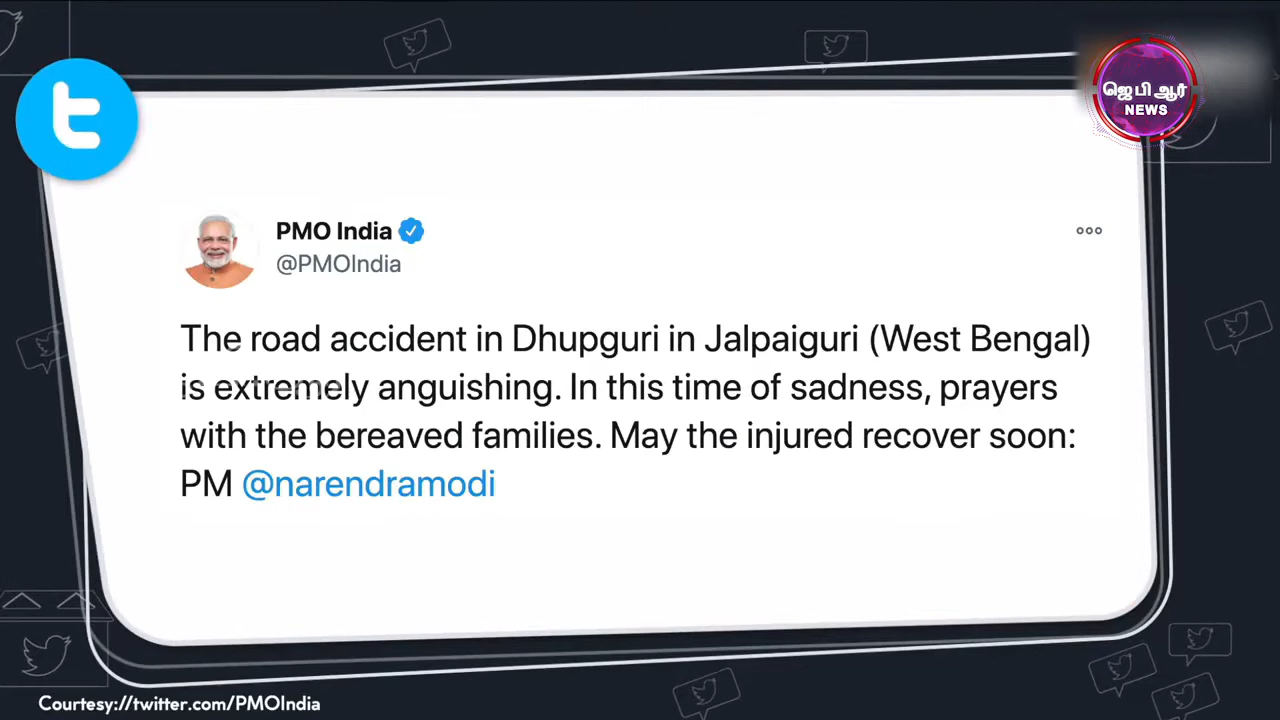 ஜெ பி ஆர்
NEWS
PMO India
@PMOIndia
The road accident in Dhupguri in Jalpaiguri (West Bengal)
is extremely anguishing. In this time of sadness, prayers
with the bereaved families. May the injured recover soon:
PM @narendramodi
Courtesy://twitter.com/PMOIndia